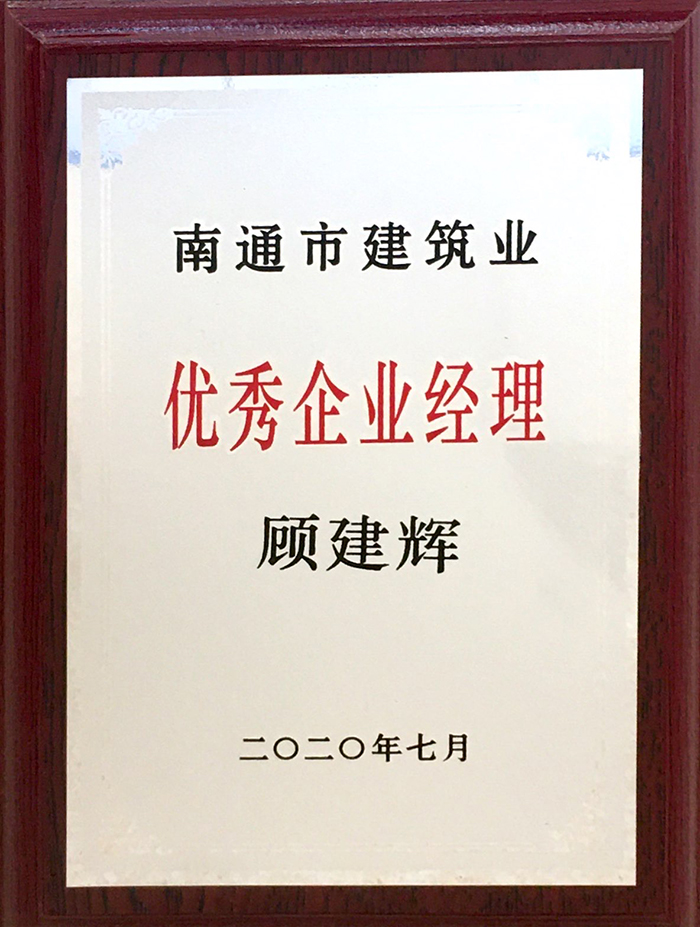 南通市建筑业
优秀企业经理
顾建辉
二〇二〇年七月